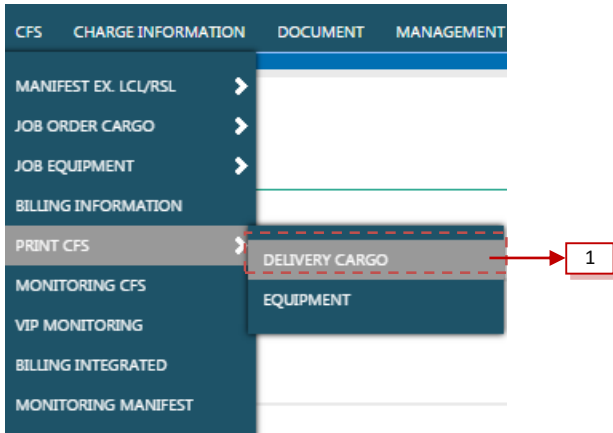 CFS CHARGE INFORMATION DOCUMENT MANAGEMENT
MANIFEST EX. LCL/RSL
JOB ORDER CARGO
JOB EQUIPMENT
BILLING INFORMATION
PRINT CFS
DELIVERY CARGO
1
EQUIPMENT
MONITORING CFS
VIP MONITORING
BILLING INTEGRATED
MONITORING MANIFEST